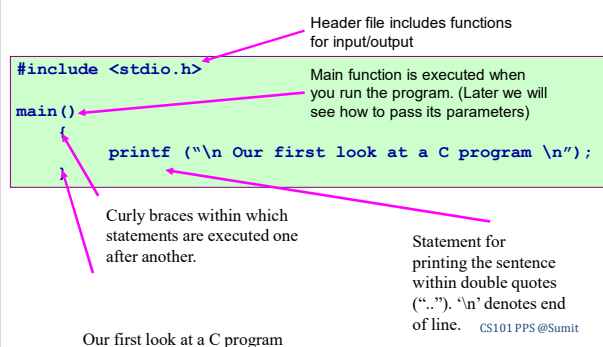 Header file includes functions
for input/output
#include <stdio.h>
Main function is executed when
you run the program. (Later we will
see how to pass its parameters)
main()
{
printf (“\n Our first look at a C program \n”);
}
Curly braces within which
statements are executed one
after another.
Statement for
printing the sentence
within double quotes
(“..”). ‘\n’ denotes end
of line.
CS101 PPS @Sumit
Our first look at a C program